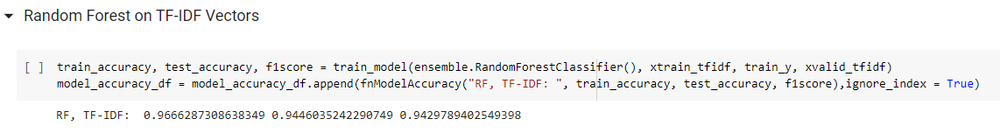 Random Forest on TF-IDF Vectors
[ ] train_accuracy, test_accuracy, f1score = train_model(ensemble.RandomForestClassifier(), xtrain_tfidf, train_y, xvalid_tfidf)
model_accuracy_df = model_accuracy_df.append(fnModelAccuracy("RF, TF-IDF: ", train_accuracy, test_accuracy, f1score),ignore_index = True)
RF, TF-IDF:  0.9666287308638349 0.9446035242290749 0.9429789402549398